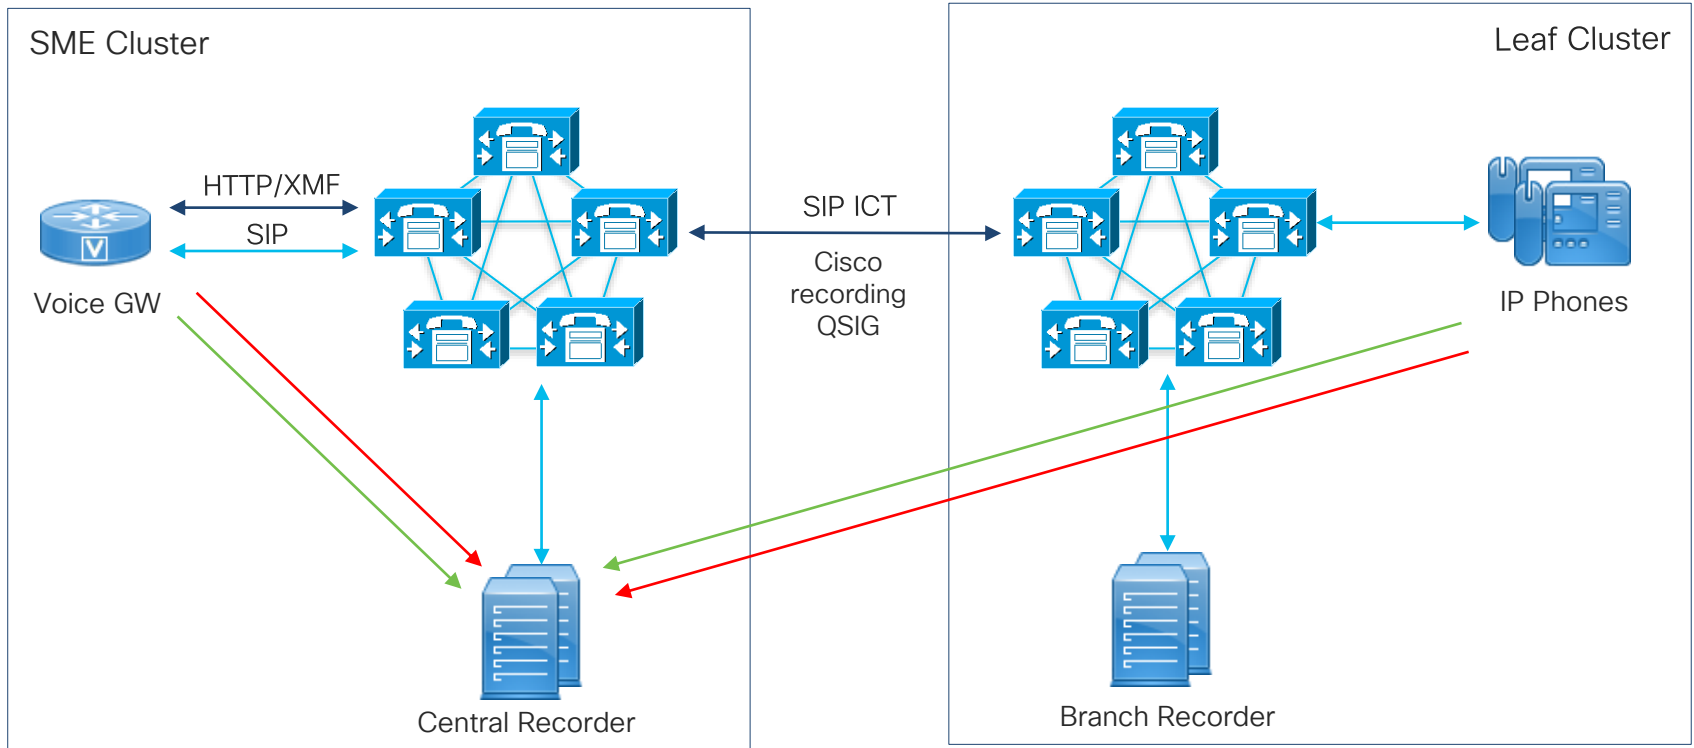 SME Cluster
Leaf Cluster
HTTP/XMF
SIP
V
Voice GW
SIP ICT
Cisco
recording
QSIG
IP Phones
Central Recorder
Branch Recorder